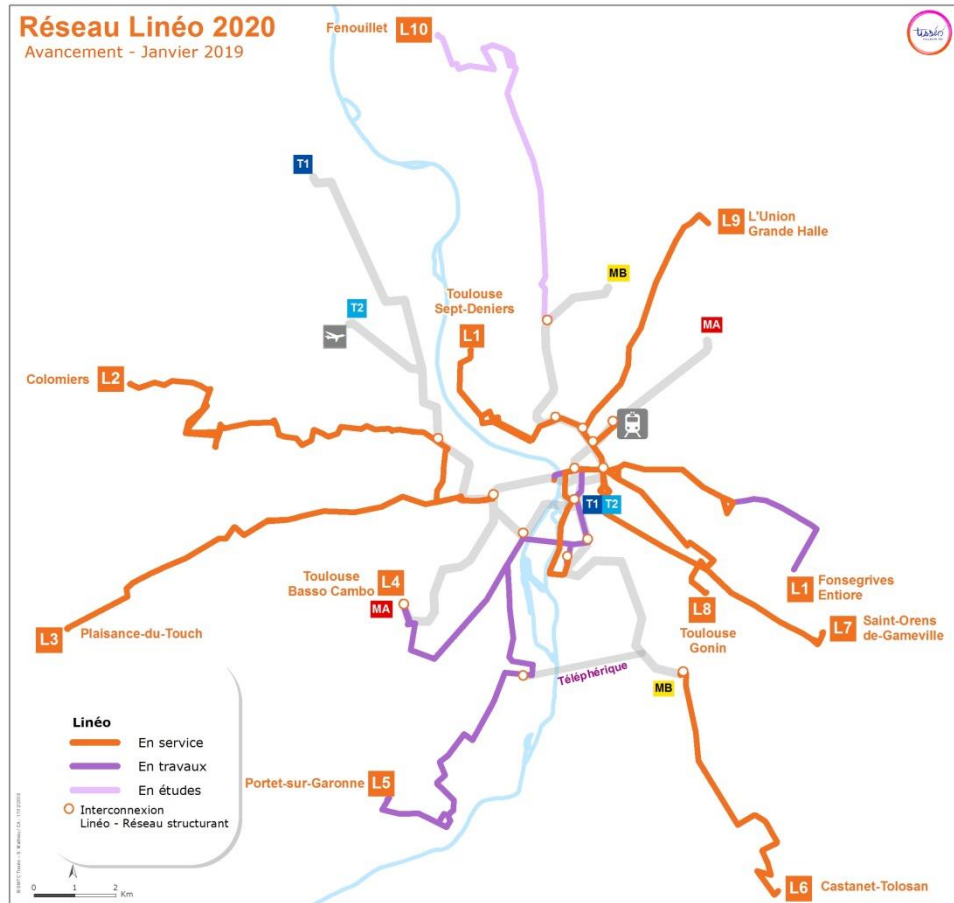 Réseau Linéo 2020
Avancement - Janvier 2019
tisséo
Fenouillet
L10
T1
L9
L'Union
Grande Halle
MB
T2
Toulouse
Sept-Deniers
L1
MA
Colomiers
L2
T1
T2
Toulouse
Basso Cambo
L4
MA
L1
Fonsegrives
Entiore
L8
Toulouse
Gonin
L7
Saint-Orens
de-Gameville
L3
Plaisance-du-Touch
Téléphérique
MB
Linéo
En service
En travaux
En études
Interconnexion
Linéo - Réseau structurant
Portet-sur-Garonne
L5
L6
Castanet-Tolosan
0 1 2
Km